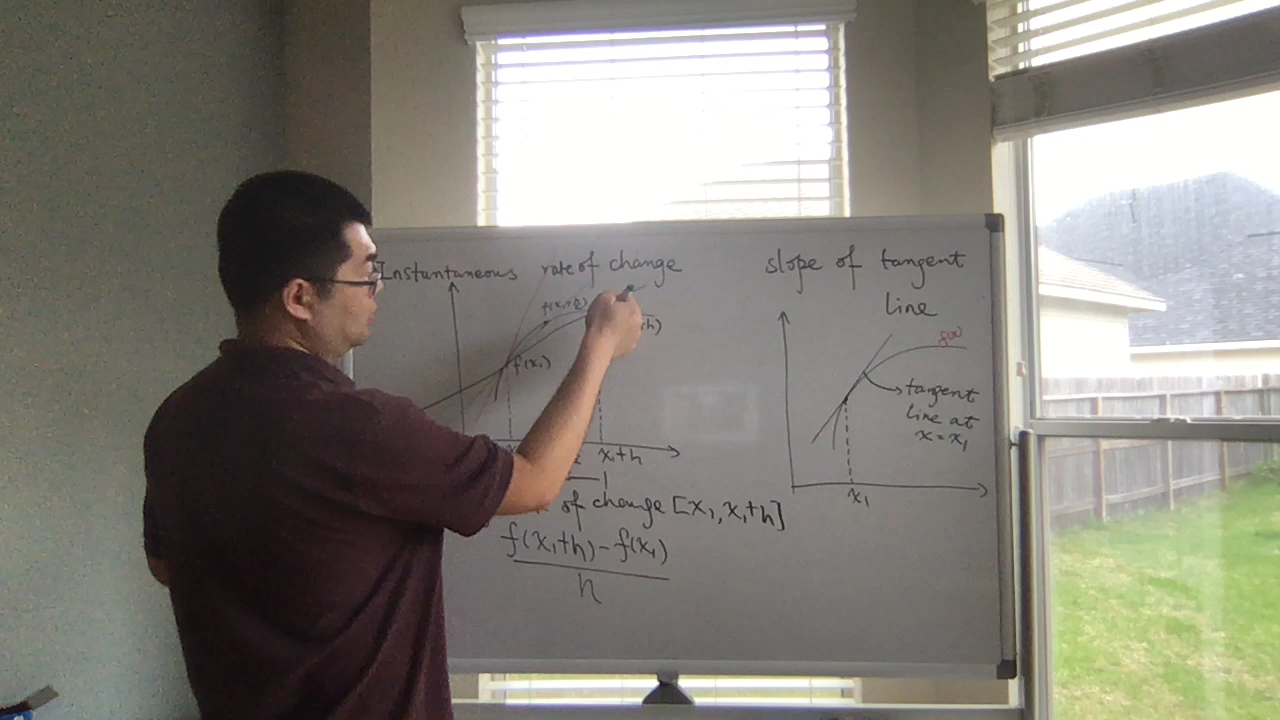 Instantaneous rate of change
f(x₁)
x₁+h
of change [x₁, x₁+h]
f(x₁+h) - f(x₁)
h
slope of tangent
line
tangent
line at
x = x₁
x₁